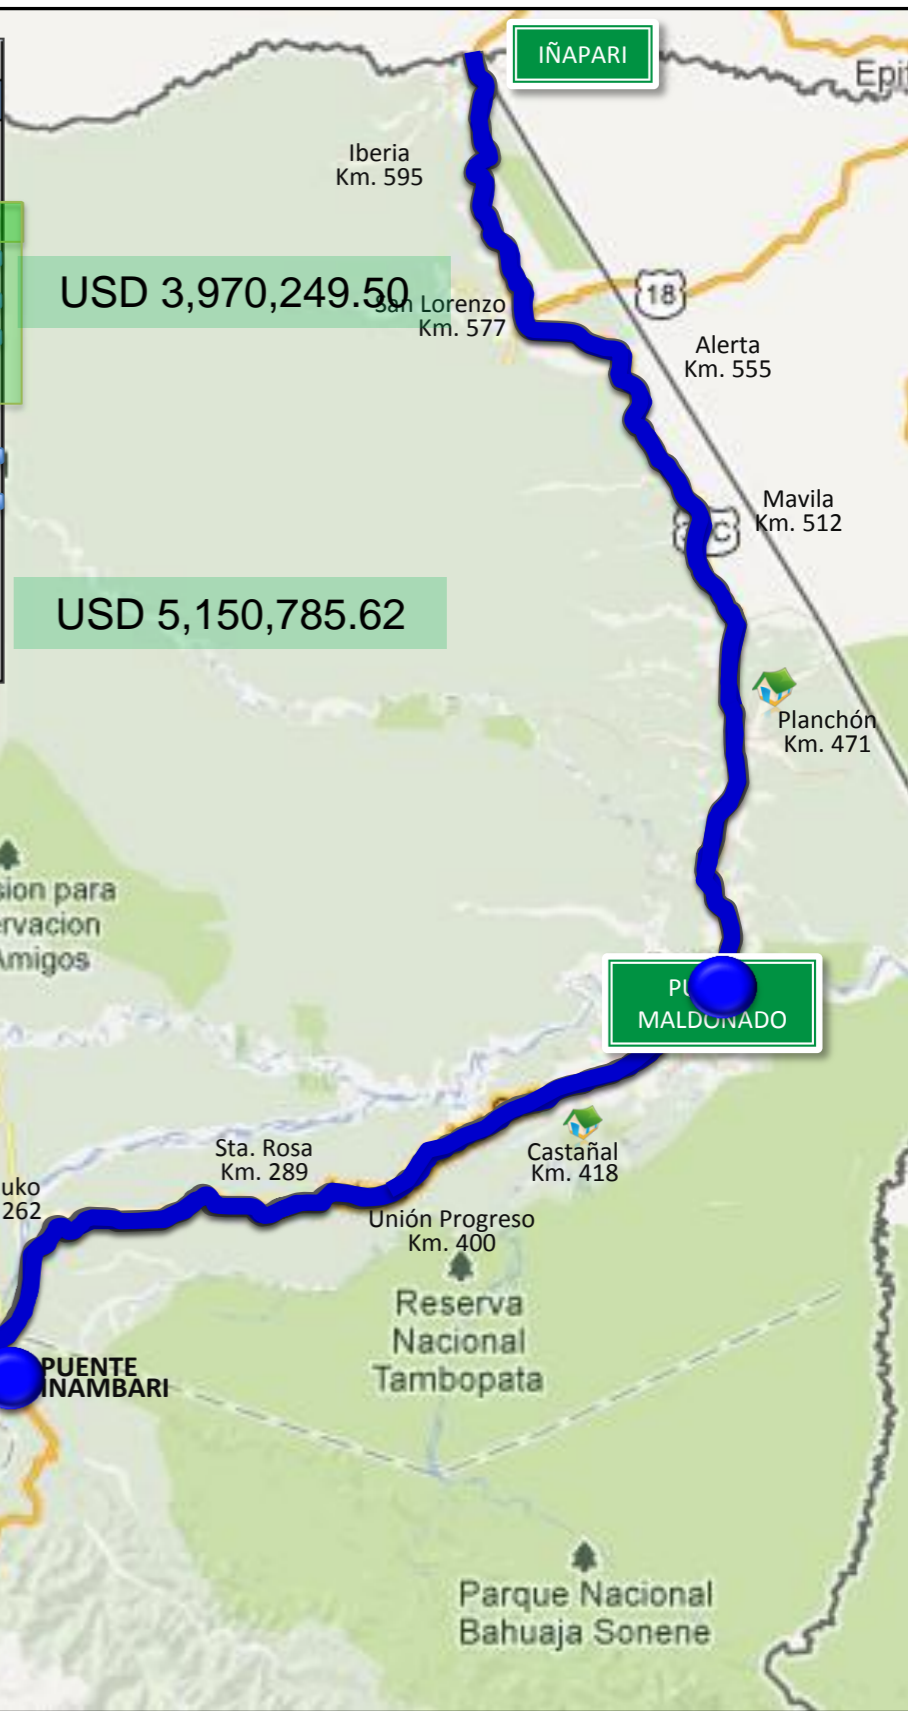 IÑAPARI
Epi
Iberia
Km. 595
USD 3,970,249.50
San Lorenzo
Km. 577
18
Alerta
Km. 555
Mavila
Km. 512
C
USD 5,150,785.62
Planchón
Km. 471
sion para
ervacion
Amigos
PU
MALDONADO
Sta. Rosa
Km. 289
Castañal
Km. 418
uko
262
Unión Progreso
Km. 400
Reserva
Nacional
Tambopata
PUENTE
INAMBARI
Parque Nacional
Bahuaja Sonene